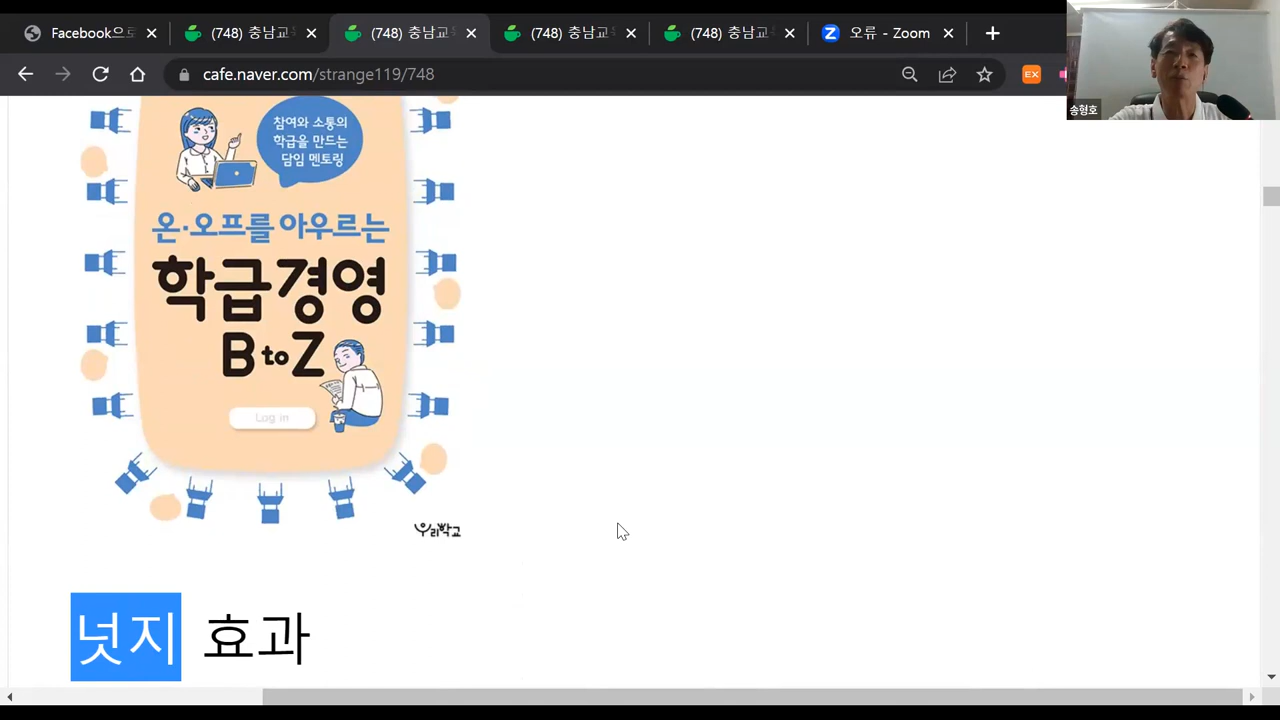 Facebook으로
(748) 충남교
(748) 충남교
(748) 충남교
(748) 충남교
오류 - Zoom
cafe.naver.com/strange119/748
EX
송형호
참여와 소통의
학급을 만드는
담임 멘토링
온·오프를 아우르는
학급경영
B to Z
Log in
우리학교
넛지 효과